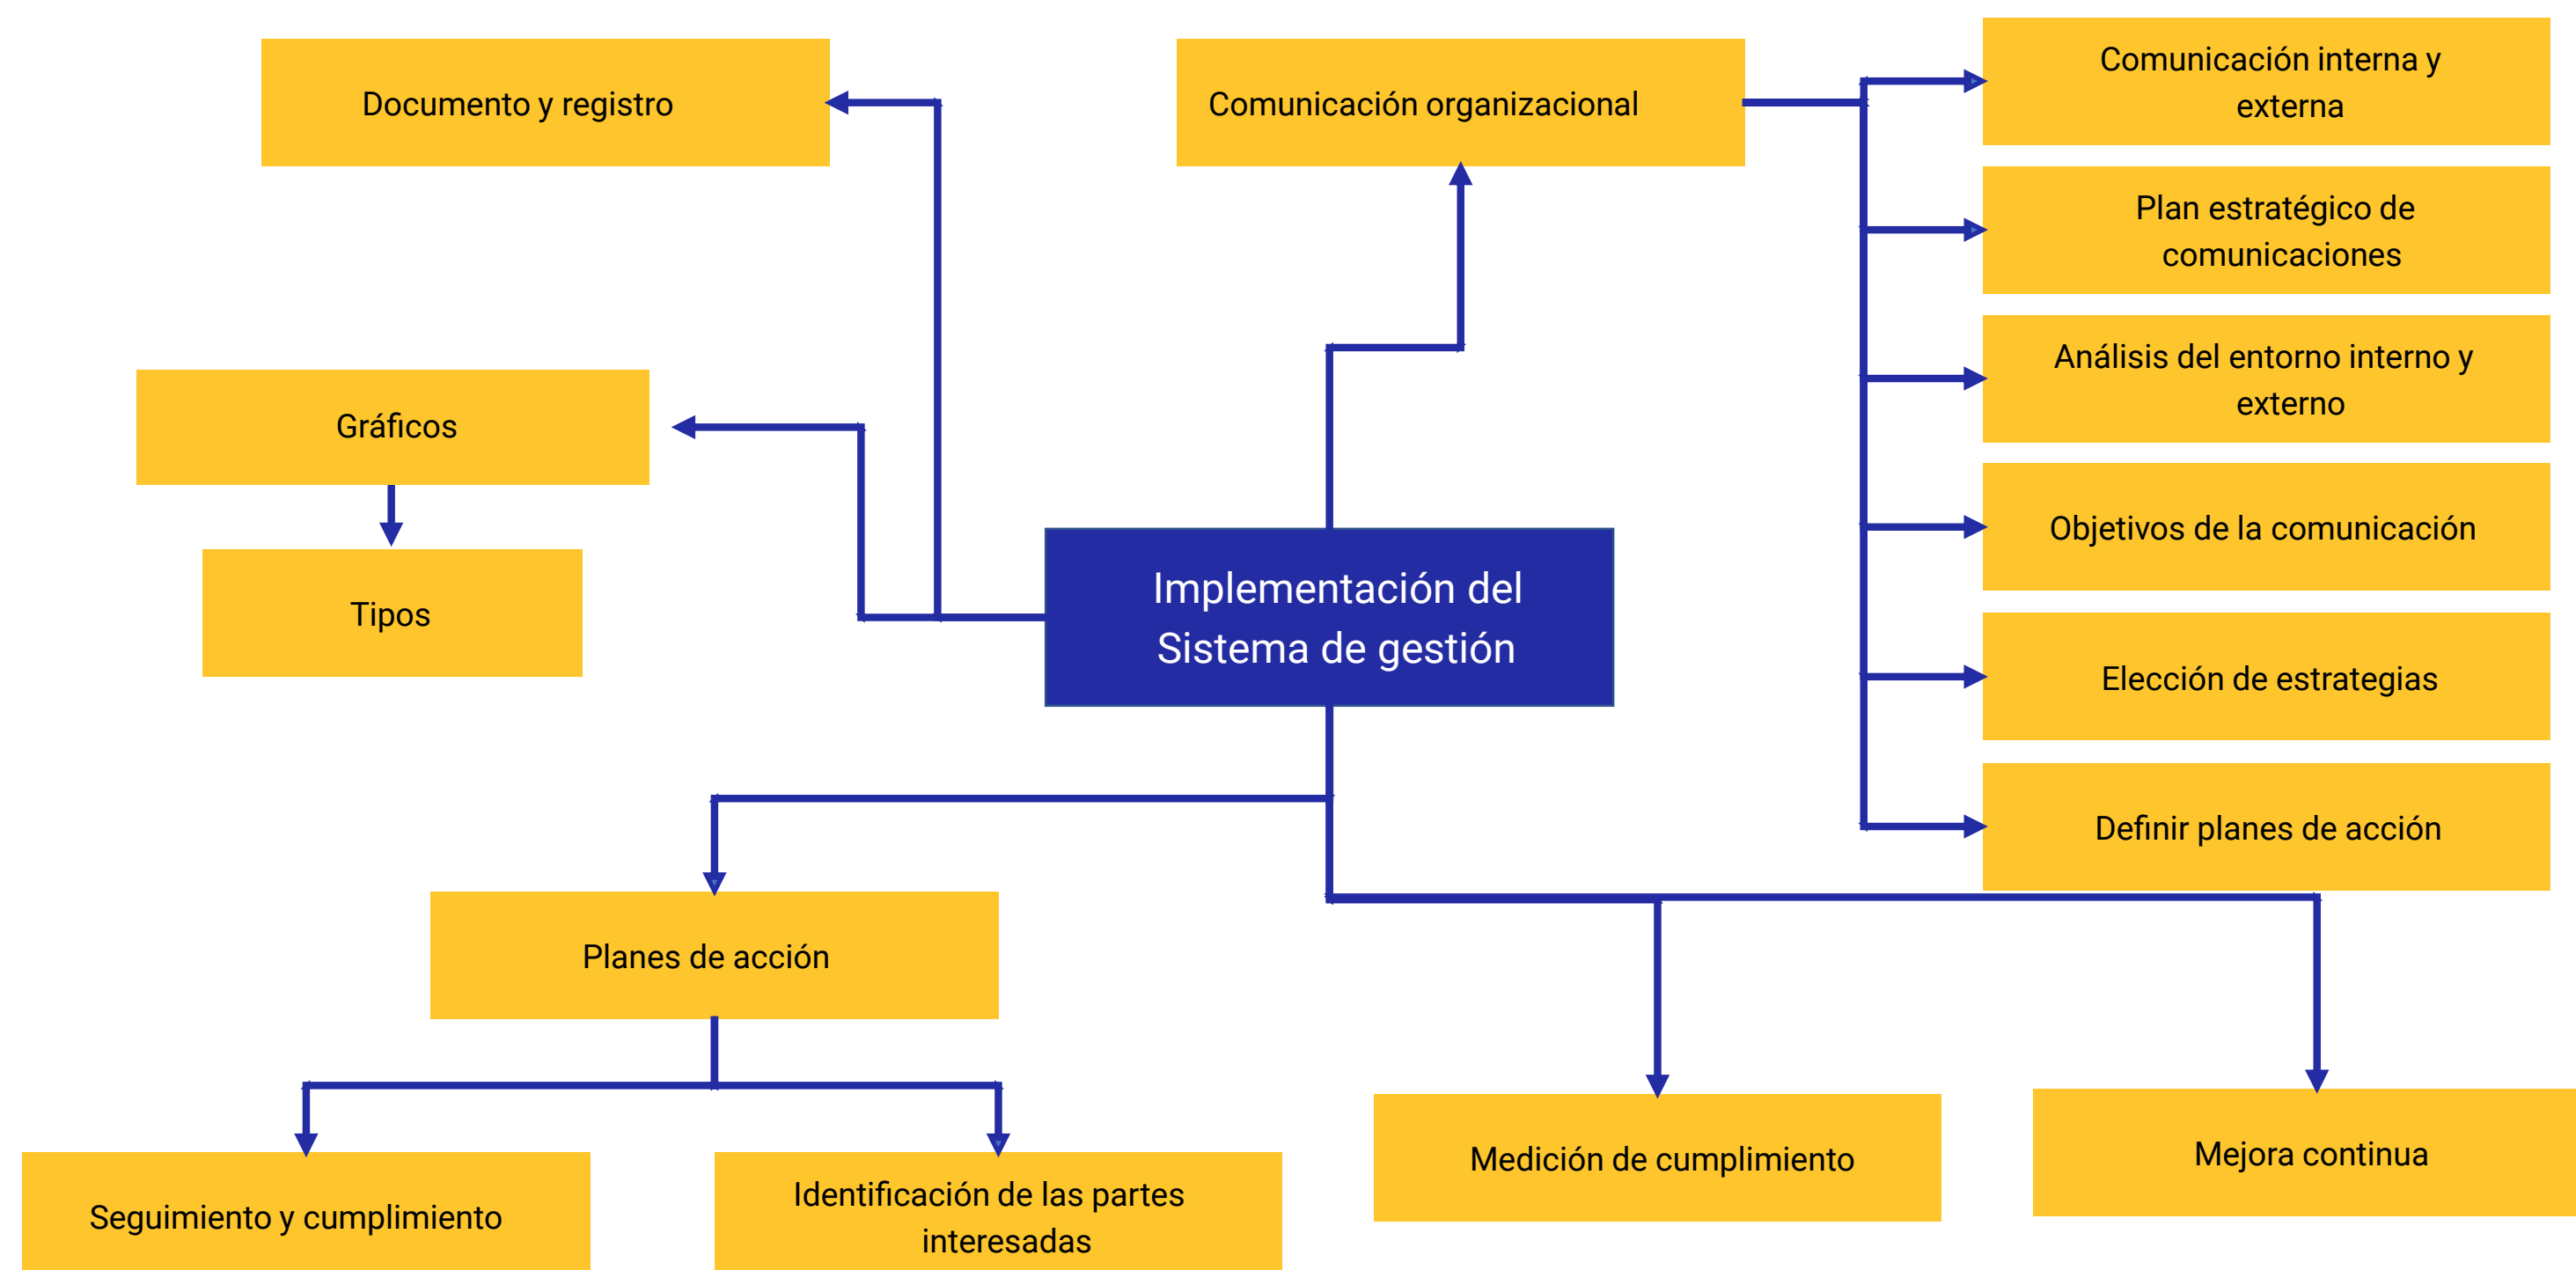 Documento y registro
Comunicación organizacional
Comunicación interna y
externa
Plan estratégico de
comunicaciones
Análisis del entorno interno y
externo
Gráficos
Objetivos de la comunicación
Tipos
Implementación del
Sistema de gestión
Elección de estrategias
Definir planes de acción
Planes de acción
Seguimiento y cumplimiento
Identificación de las partes
interesadas
Medición de cumplimiento
Mejora continua